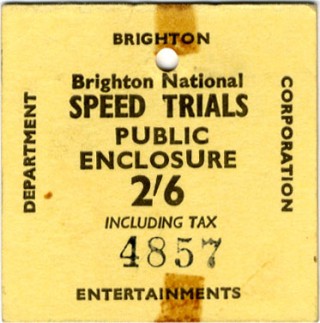 BRIGHTON
Brighton National
SPEED TRIALS
PUBLIC
ENCLOSURE
2/6
INCLUDING TAX
4857
ENTERTAINMENTS
DEPARTMENT
CORPORATION